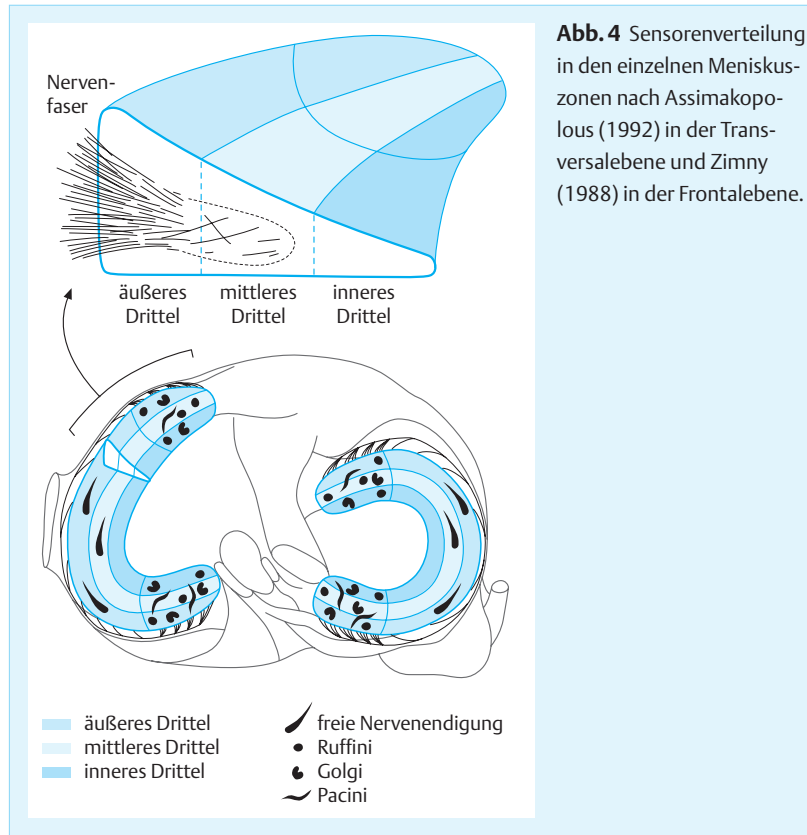 Abb. 4 Sensorenverteilung
in den einzelnen Meniskus-
zonen nach Assimakopo-
lous (1992) in der Trans-
versalebene und Zimny
(1988) in der Frontalebene.
Nerven-
faser
äußeres Drittel
mittleres Drittel
inneres Drittel
äußeres Drittel
mittleres Drittel
inneres Drittel
freie Nervenendigung
Ruffini
Golgi
Pacini